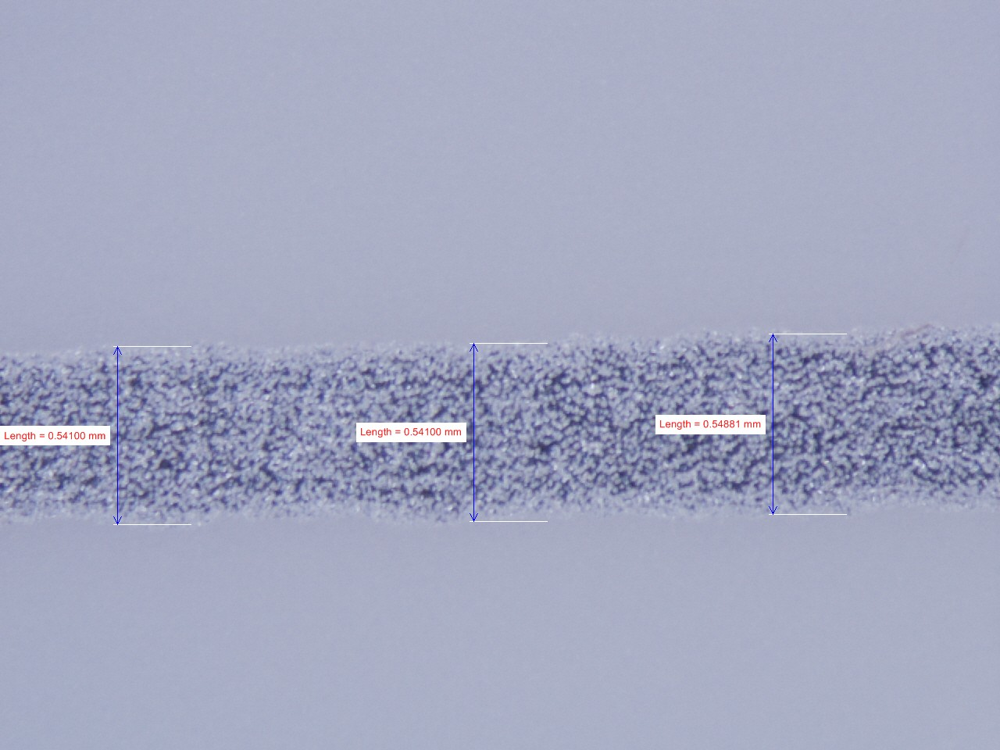 Length = 0.54100 mm
Length = 0.54100 mm
Length = 0.54881 mm